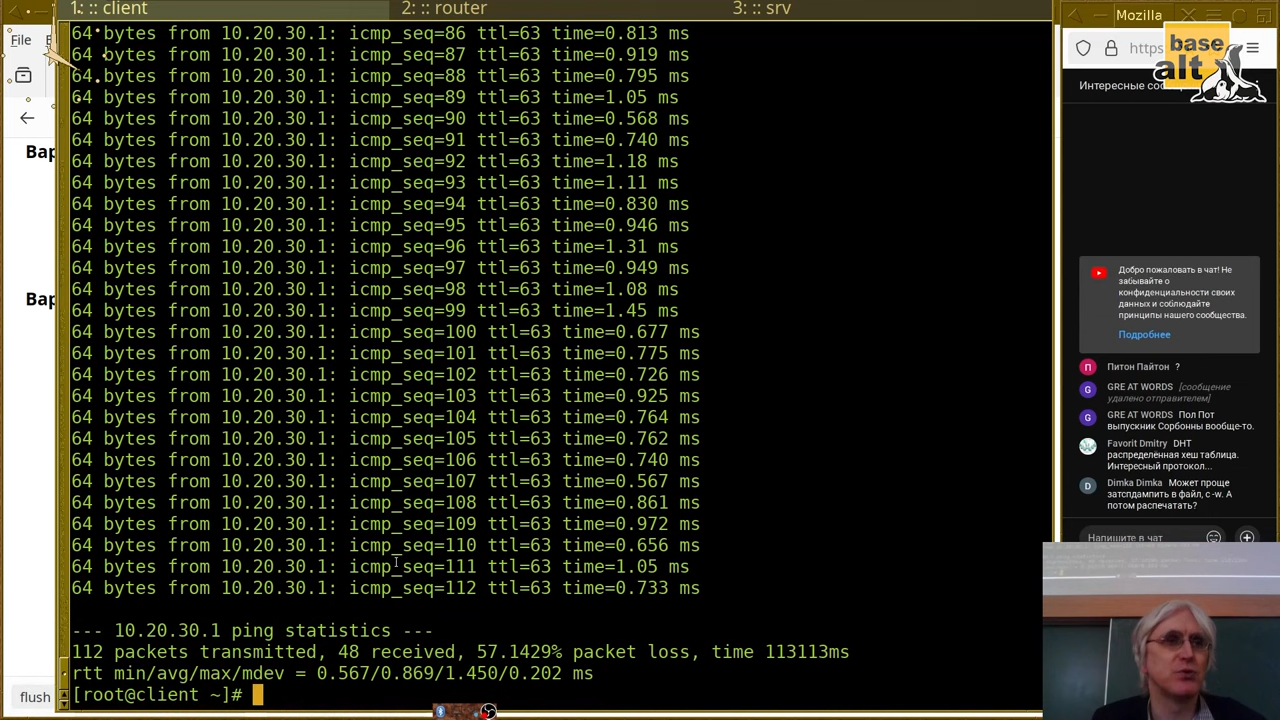 1: :: client
2: :: router
3: :: srv
64 bytes from 10.20.30.1: icmp_seq=86 ttl=63 time=0.813 ms
64 bytes from 10.20.30.1: icmp_seq=87 ttl=63 time=0.919 ms
64 bytes from 10.20.30.1: icmp_seq=88 ttl=63 time=0.795 ms
64 bytes from 10.20.30.1: icmp_seq=89 ttl=63 time=1.05 ms
64 bytes from 10.20.30.1: icmp_seq=90 ttl=63 time=0.568 ms
64 bytes from 10.20.30.1: icmp_seq=91 ttl=63 time=0.740 ms
64 bytes from 10.20.30.1: icmp_seq=92 ttl=63 time=1.18 ms
64 bytes from 10.20.30.1: icmp_seq=93 ttl=63 time=1.11 ms
64 bytes from 10.20.30.1: icmp_seq=94 ttl=63 time=0.830 ms
64 bytes from 10.20.30.1: icmp_seq=95 ttl=63 time=0.946 ms
64 bytes from 10.20.30.1: icmp_seq=96 ttl=63 time=1.31 ms
64 bytes from 10.20.30.1: icmp_seq=97 ttl=63 time=0.949 ms
64 bytes from 10.20.30.1: icmp_seq=98 ttl=63 time=1.08 ms
64 bytes from 10.20.30.1: icmp_seq=99 ttl=63 time=1.45 ms
64 bytes from 10.20.30.1: icmp_seq=100 ttl=63 time=0.677 ms
64 bytes from 10.20.30.1: icmp_seq=101 ttl=63 time=0.775 ms
64 bytes from 10.20.30.1: icmp_seq=102 ttl=63 time=0.726 ms
64 bytes from 10.20.30.1: icmp_seq=103 ttl=63 time=0.925 ms
64 bytes from 10.20.30.1: icmp_seq=104 ttl=63 time=0.764 ms
64 bytes from 10.20.30.1: icmp_seq=105 ttl=63 time=0.762 ms
64 bytes from 10.20.30.1: icmp_seq=106 ttl=63 time=0.740 ms
64 bytes from 10.20.30.1: icmp_seq=107 ttl=63 time=0.567 ms
64 bytes from 10.20.30.1: icmp_seq=108 ttl=63 time=0.861 ms
64 bytes from 10.20.30.1: icmp_seq=109 ttl=63 time=0.972 ms
64 bytes from 10.20.30.1: icmp_seq=110 ttl=63 time=0.656 ms
64 bytes from 10.20.30.1: icmp_seq=111 ttl=63 time=1.05 ms
64 bytes from 10.20.30.1: icmp_seq=112 ttl=63 time=0.733 ms
--- 10.20.30.1 ping statistics ---
112 packets transmitted, 48 received, 57.1429% packet loss, time 113113ms
rtt min/avg/max/mdev = 0.567/0.869/1.450/0.202 ms
[root@client ~]#
File
Вар
Вар
flush
Mozilla
https
base
alt
Интересные соо
Добро пожаловать в чат! Не
забывайте о
конфиденциальности своих
данных и соблюдайте
принципы нашего сообщества.
Подробнее
П Питон Пайтон ?
G GREAT WORDS [сообщение
удалено отправителем]
G GREAT WORDS Пол Пот
выпускник Сорбонны вообще-то.
Favorit Dmitry DHT
распределённая хеш таблица.
Интересный протокол...
D Dimka Dimka Может проще
затспдампить в файл, с -w. А
потом распечатать?
Напишите в чат